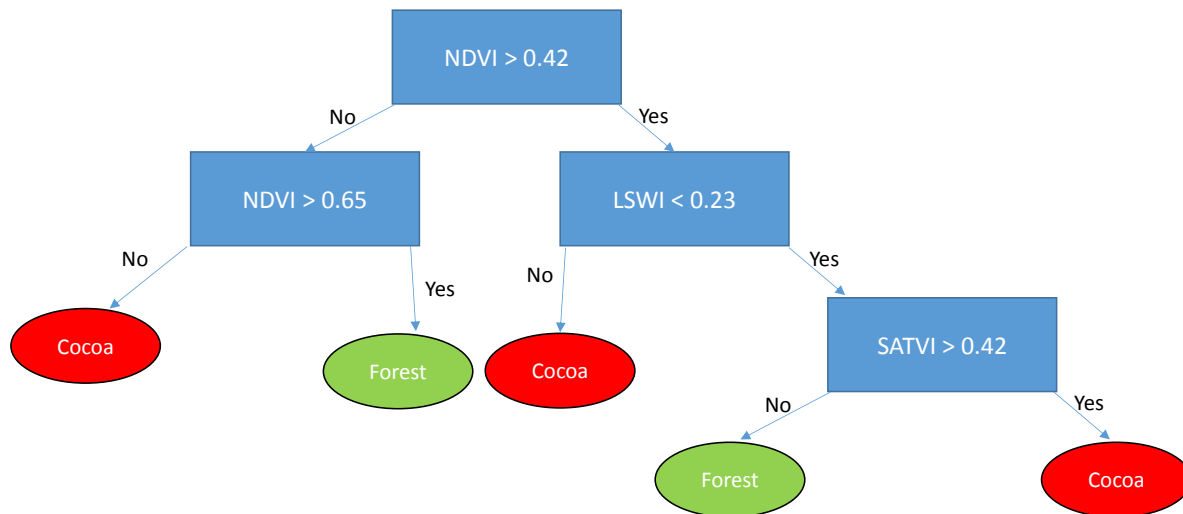 NDVI > 0.42
No
Yes
NDVI > 0.65
LSWI < 0.23
No
Yes
No
Yes
Cocoa
Forest
Cocoa
SATVI > 0.42
No
Yes
Forest
Cocoa